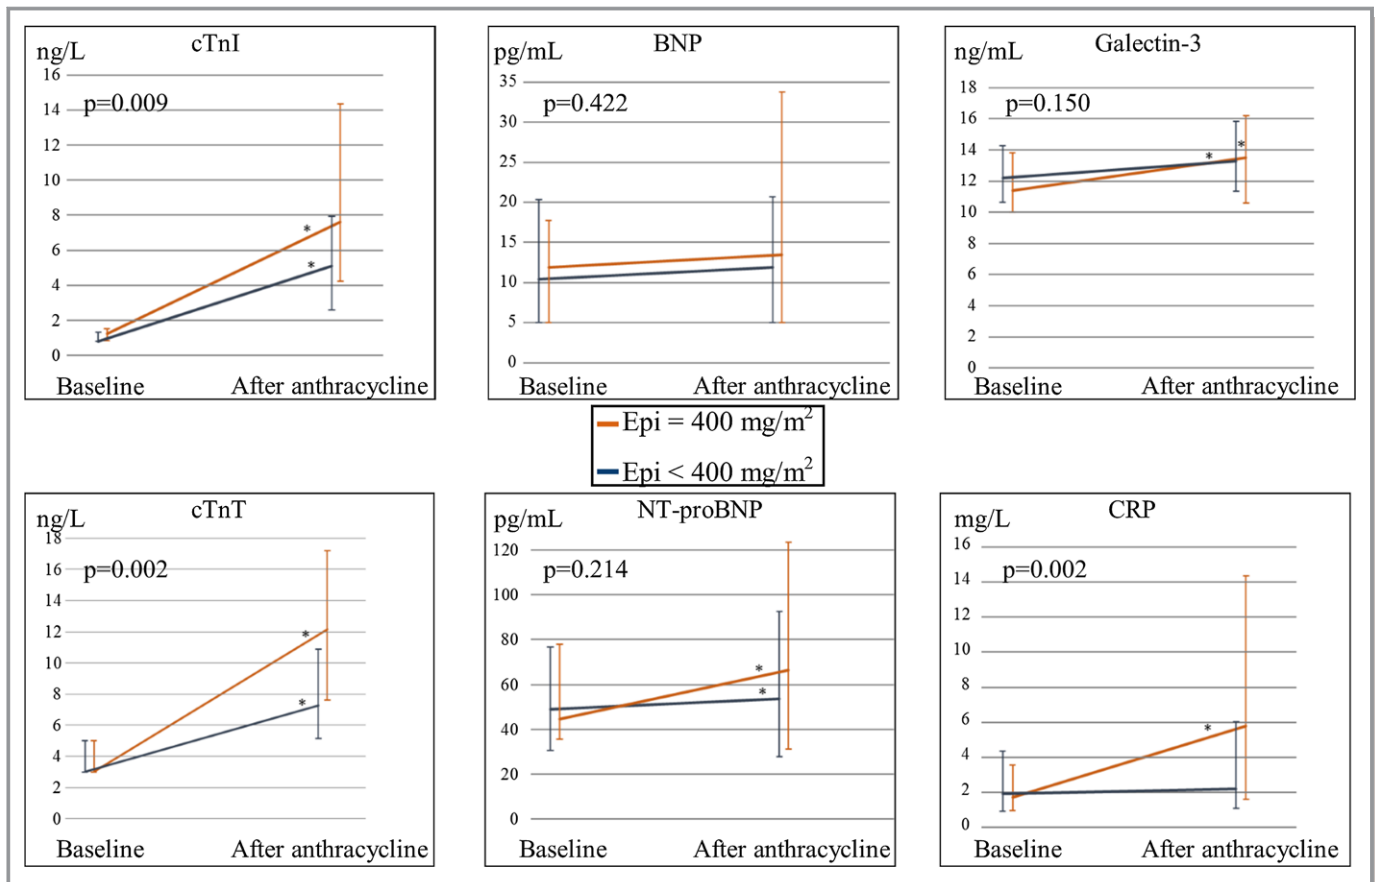 cTnI
ng/L
p=0.009
16
14
12
10
8
6
4
2
0
*
*
Baseline After anthracycline
BNP
pg/mL
p=0.422
35
30
25
20
15
10
5
0
Baseline After anthracycline
Galectin-3
ng/mL
p=0.150
18
16
14
12
10
8
6
4
2
0
*
*
Baseline After anthracycline
Epi = 400 mg/m²
Epi < 400 mg/m²
cTnT
ng/L
p=0.002
18
16
14
12
10
8
6
4
2
0
*
*
Baseline After anthracycline
NT-proBNP
pg/mL
p=0.214
120
100
80
60
40
20
0
*
*
Baseline After anthracycline
CRP
mg/L
p=0.002
16
14
12
10
8
6
4
2
0
*
Baseline After anthracycline